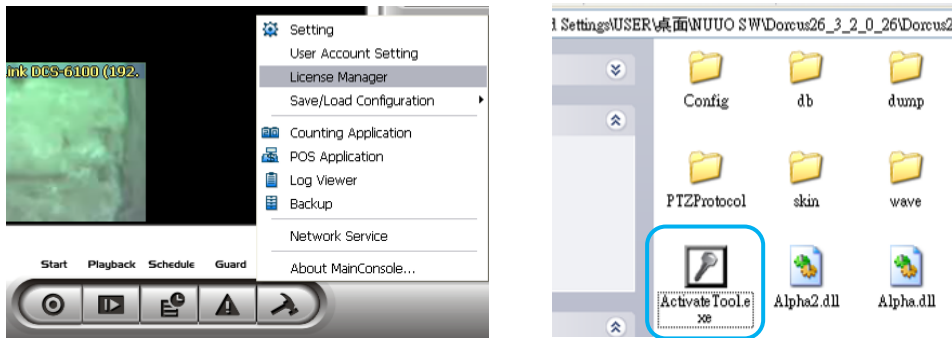 ink DCS-6100 (192.
Setting
User Account Setting
License Manager
Save/Load Configuration
Counting Application
POS Application
Log Viewer
Backup
Network Service
About MainConsole...
Start Playback Schedule Guard
d Settings\USER\桌面\NUUO SW\Dorcus26_3_2_0_26\Dorcus2
Config db dump
PTZProtocol skin wave
ActivateTool.e
xe
Alpha2.dll Alpha.dll